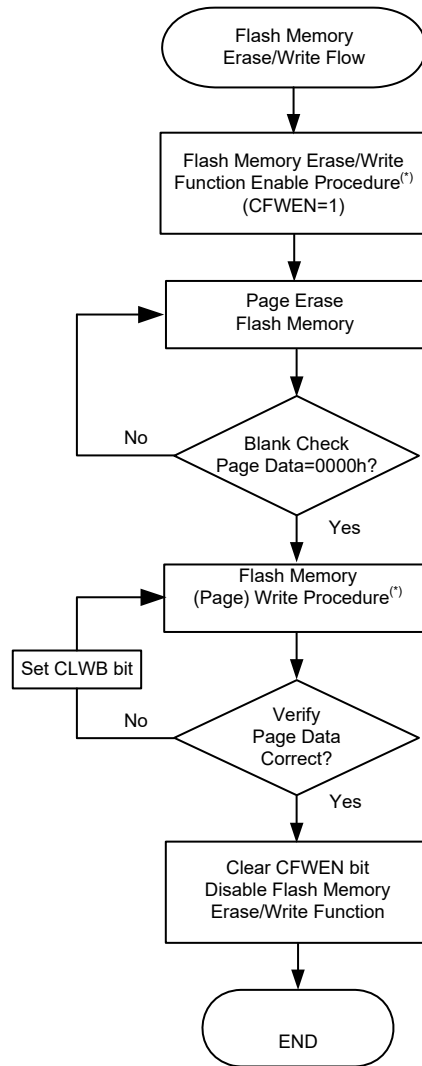 Flash Memory
Erase/Write Flow
Flash Memory Erase/Write
Function Enable Procedure(*)
(CFWEN=1)
Page Erase
Flash Memory
No
Blank Check
Page Data=0000h?
Yes
Flash Memory
(Page) Write Procedure(*)
Set CLWB bit
No
Verify
Page Data
Correct?
Yes
Clear CFWEN bit
Disable Flash Memory
Erase/Write Function
END